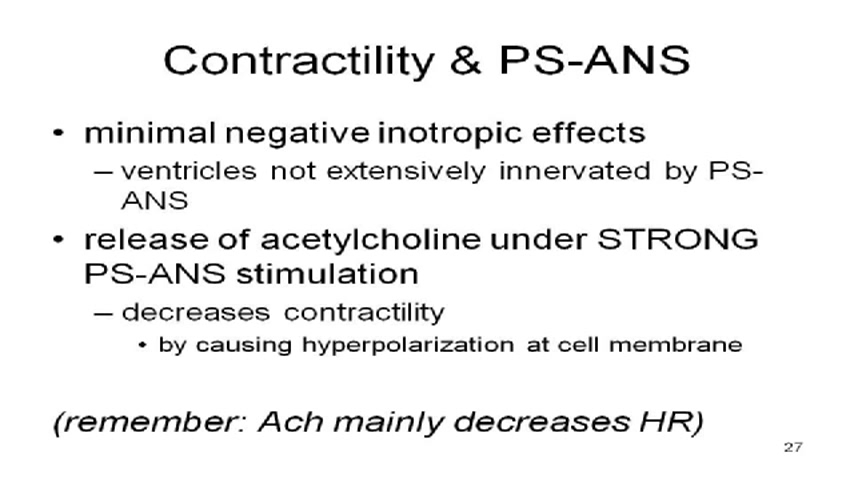 Contractility & PS-ANS
• minimal negative inotropic effects
– ventricles not extensively innervated by PS-
ANS
• release of acetylcholine under STRONG
PS-ANS stimulation
– decreases contractility
• by causing hyperpolarization at cell membrane
(remember: Ach mainly decreases HR)
27